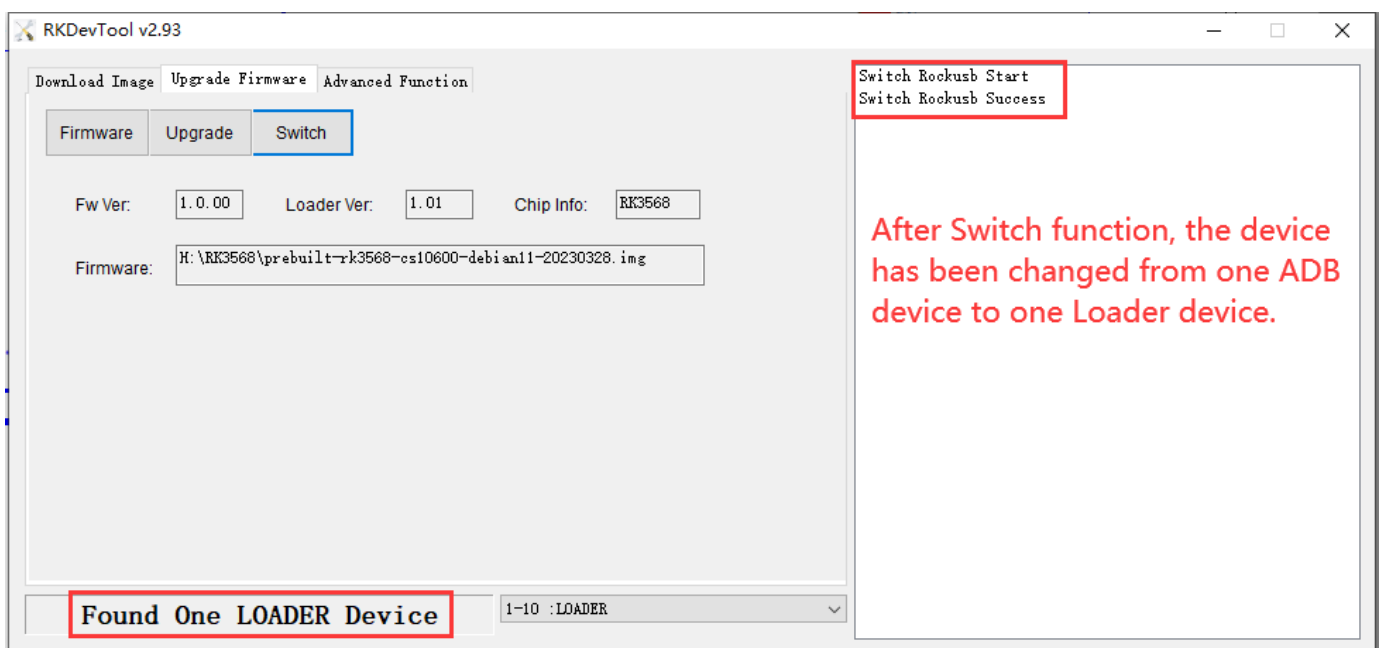 RKDevTool v2.93
Download Image Upgrade Firmware Advanced Function
Firmware Upgrade Switch
Fw Ver: 1.0.00 Loader Ver: 1.01 Chip Info: RK3568
Firmware: H:\RK3568\prebuilt-rk3568-cs10600-debian11-20230328.img
Found One LOADER Device 1-10 :LOADER
Switch Rockusb Start
Switch Rockusb Success
After Switch function, the device
has been changed from one ADB
device to one Loader device.